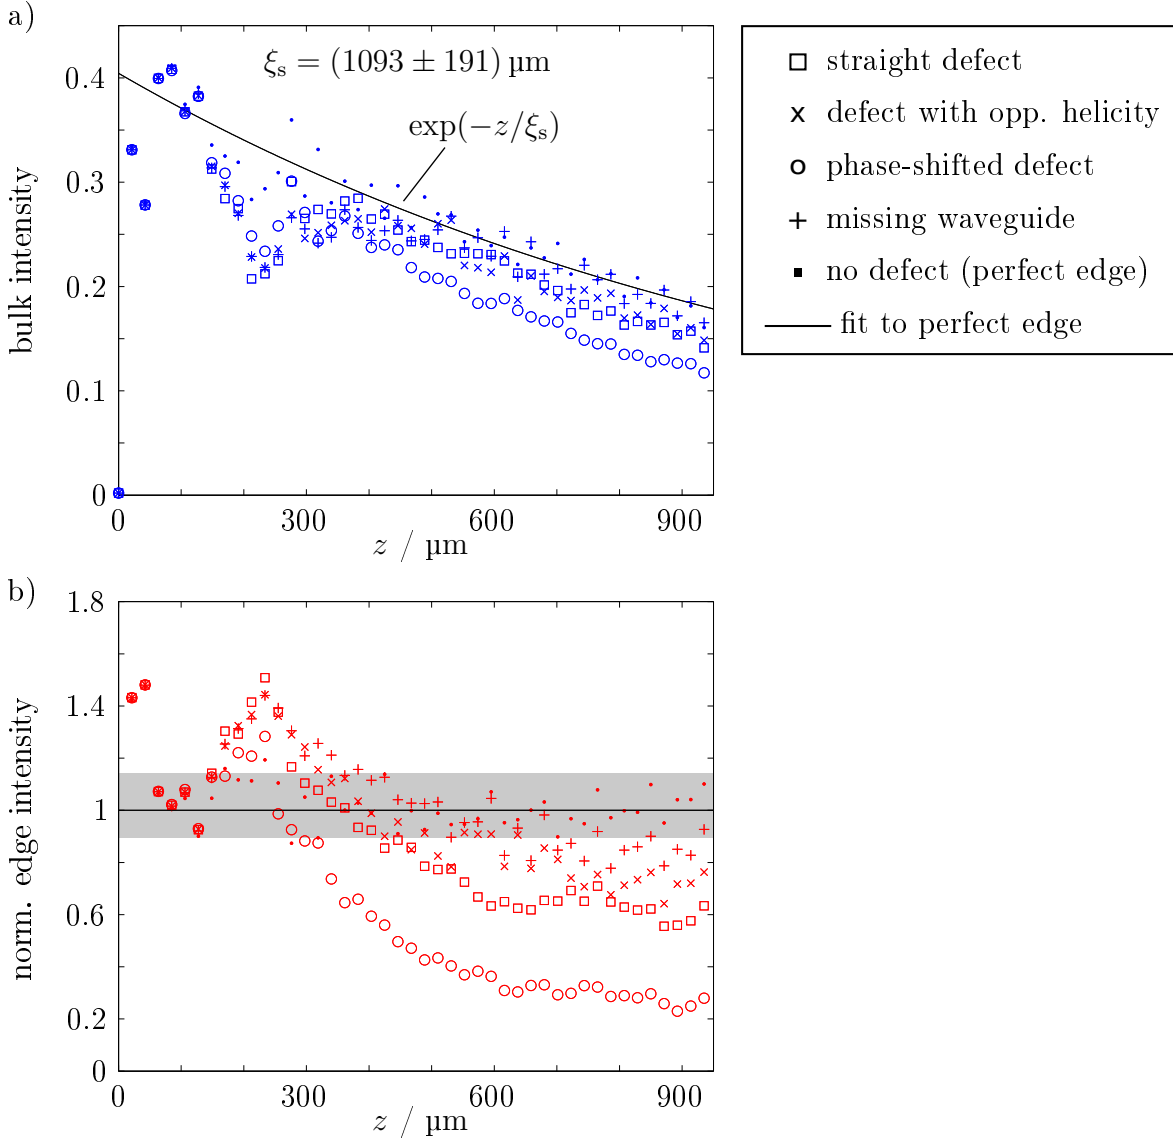 a)
ξs = (1093 ± 191) µm
exp(−z/ξs)
bulk intensity
0.4
0.3
0.2
0.1
0
0 300 600 900
z / µm
straight defect
defect with opp. helicity
phase-shifted defect
missing waveguide
no defect (perfect edge)
fit to perfect edge
b)
norm. edge intensity
1.8
1.4
1
0.6
0.2
0
0 300 600 900
z / µm